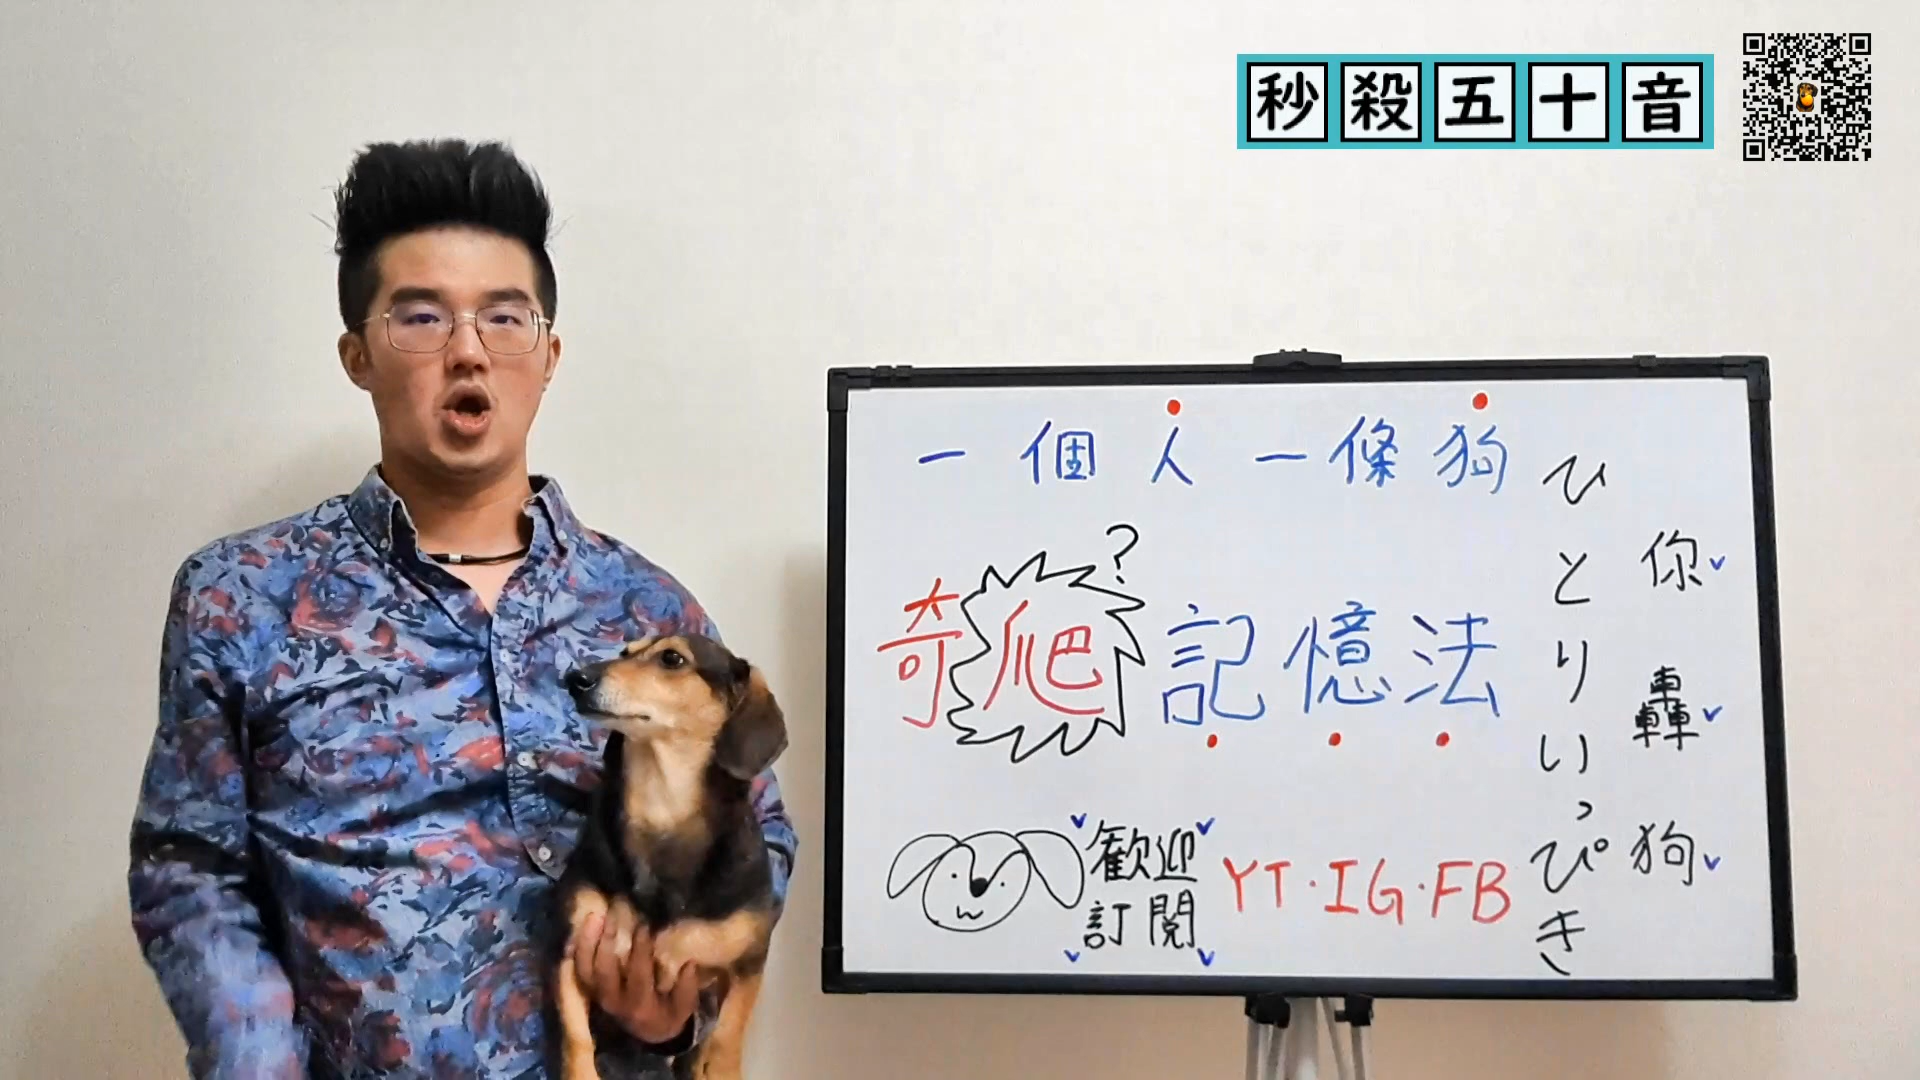 秒殺五十音
一個人一條狗
奇爬?記憶法
歡迎
訂閱
YT·IG·FB
ひとりいっぴき
你轟狗